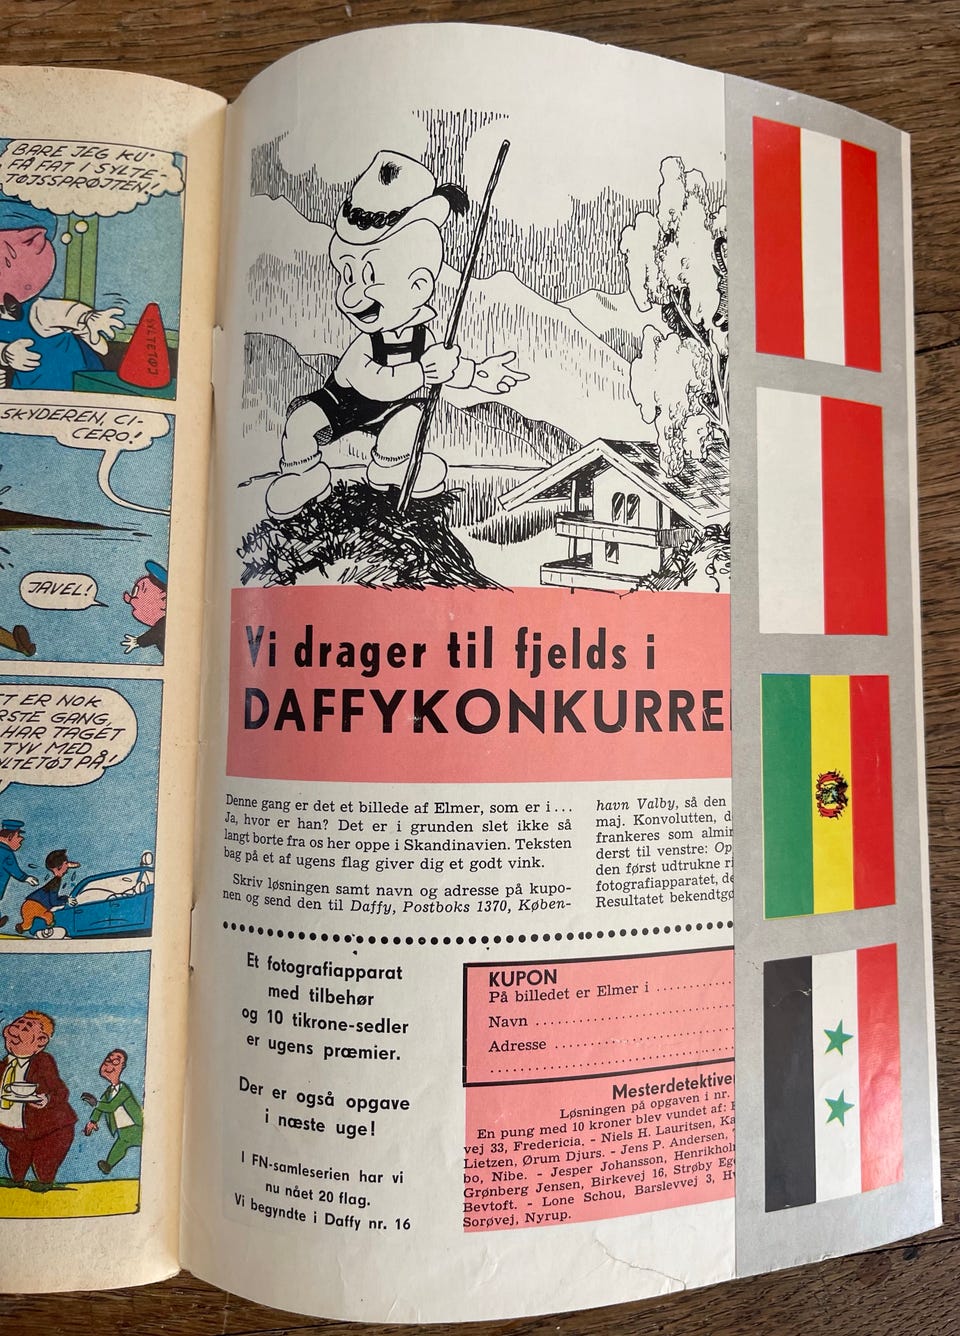 BARE JEG KU-
FÅ FAT I SYLTE-
TØJSSPRØJTEN!
SYLTETØJ
SKYDEREN, CI-
CERO!
JAVEL!
T ER NOK
RSTE GANG,
HAR TAGET
TYV MED
YLTETØJ PÅ!
Vi drager til fjelds i
DAFFYKONKURRE
Denne gang er det et billede af Elmer, som er i...
Ja, hvor er han? Det er i grunden slet ikke så
langt borte fra os her oppe i Skandinavien. Teksten
bag på et af ugens flag giver dig et godt vink.
Skriv løsningen samt navn og adresse på kupo-
nen og send den til Daffy, Postboks 1370, Køben-
havn Valby, så den
maj. Konvolutten, d
frankeres som almin
derst til venstre: Op
den først udtrukne ri
fotografiapparatet, de
Resultatet bekendtgø
Et fotografiapparat
med tilbehør
og 10 tikrone-sedler
er ugens præmier.
Der er også opgave
i næste uge!
I FN-samleserien har vi
nu nået 20 flag.
Vi begyndte i Daffy nr. 16
KUPON
På billedet er Elmer i ............
Navn ............
Adresse ............
Mesterdetektive
Løsningen på opgaven i nr.
En pung med 10 kroner blev vundet af:
vej 33, Fredericia. - Niels H. Lauritsen, Ka
Lietzen, Ørum Djurs. - Jens P. Andersen,
bo, Nibe. - Jesper Johansson, Henrikhol
Grønberg Jensen, Birkevej 16, Strøby Eg
Bevtoft. - Lone Schou, Barslevvej 3, H
Sorøvej, Nyrup.